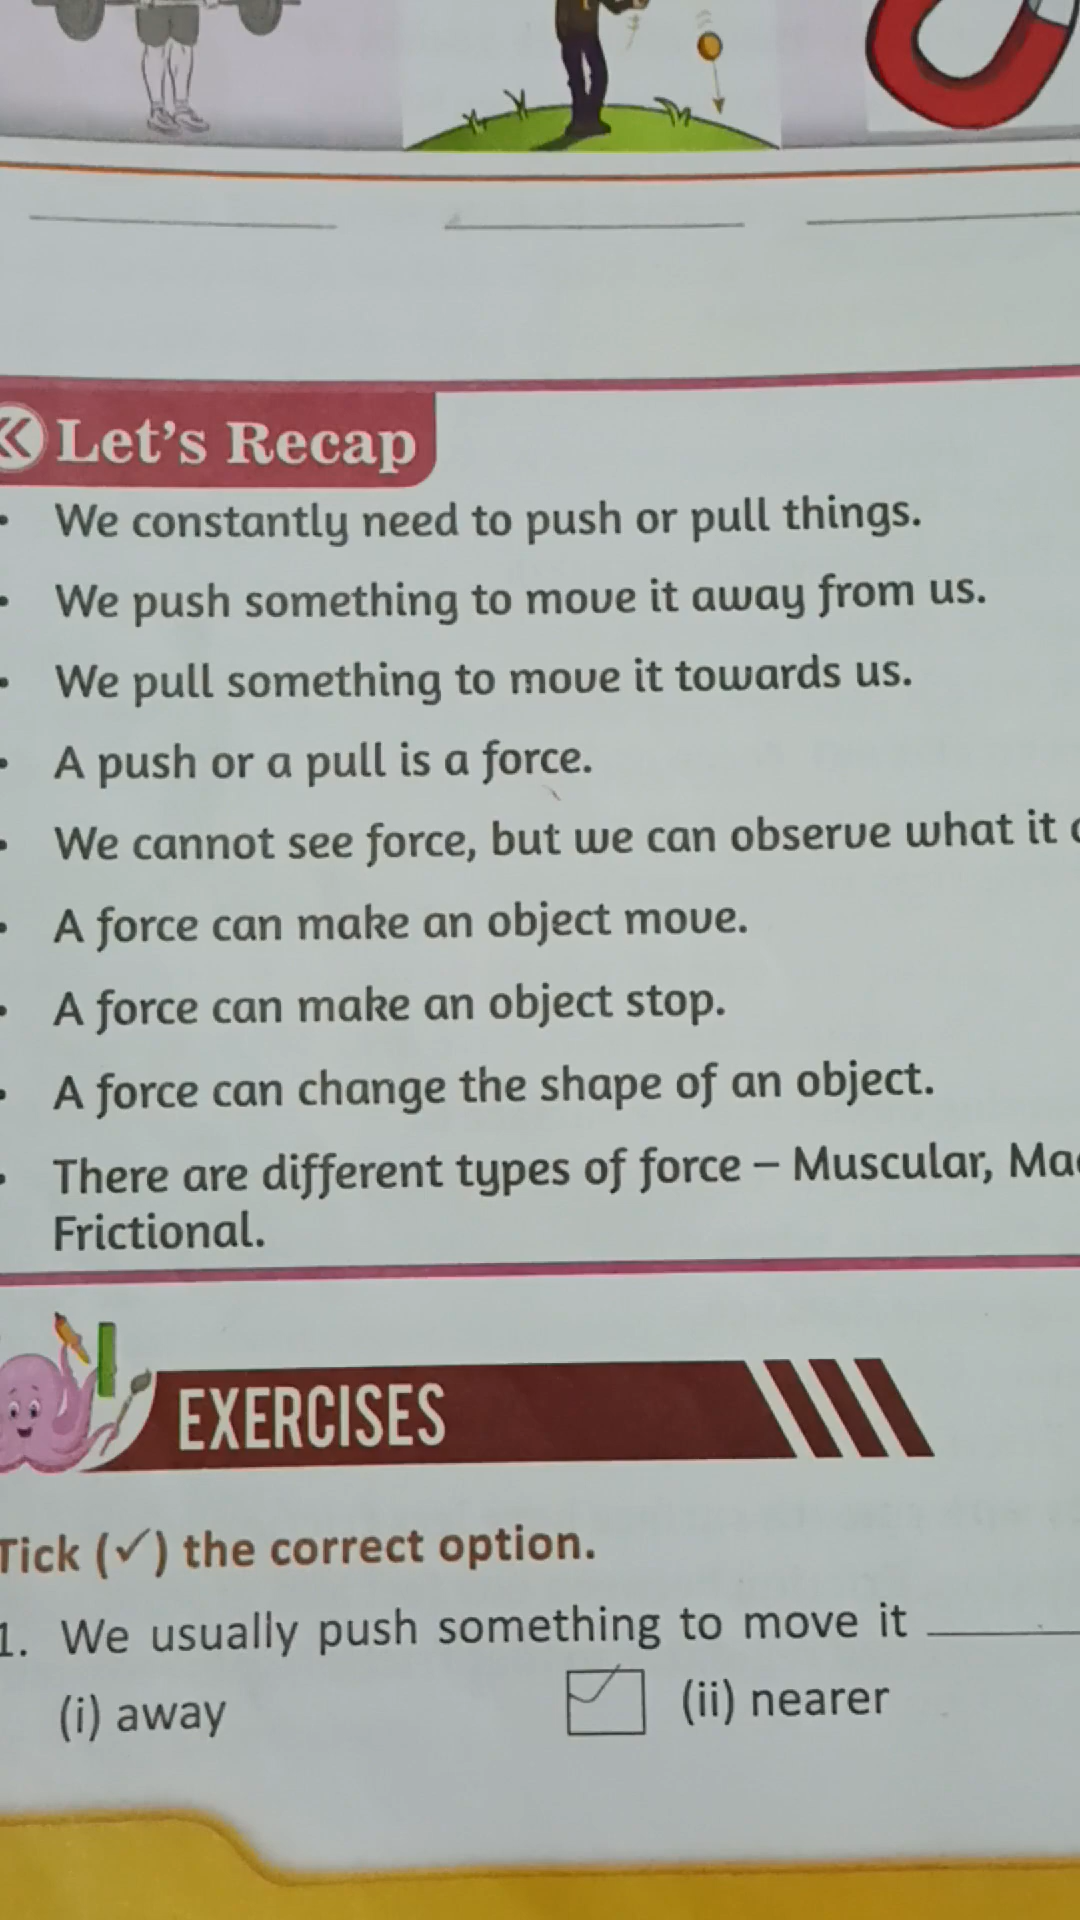 Let's Recap
• We constantly need to push or pull things.
• We push something to move it away from us.
• We pull something to move it towards us.
• A push or a pull is a force.
• We cannot see force, but we can observe what it
• A force can make an object move.
• A force can make an object stop.
• A force can change the shape of an object.
• There are different types of force – Muscular,
Frictional.
EXERCISES
Tick (✓) the correct option.
1. We usually push something to move it ______
(i) away ✓ (ii) nearer